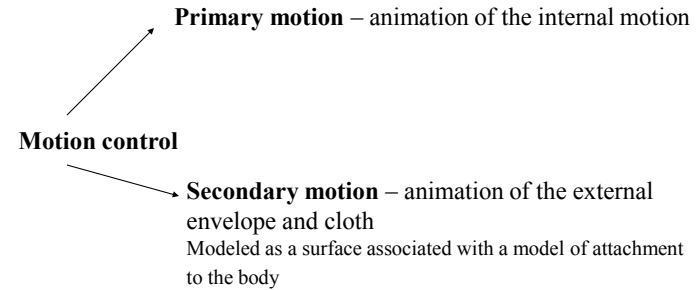 Primary motion – animation of the internal motion
Motion control
Secondary motion – animation of the external
envelope and cloth
Modeled as a surface associated with a model of attachment
to the body